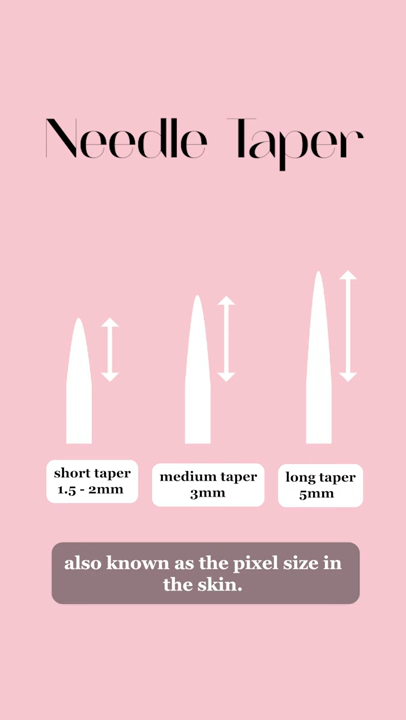 Needle Taper
short taper
1.5 - 2mm
medium taper
3mm
long taper
5mm
also known as the pixel size in
the skin.